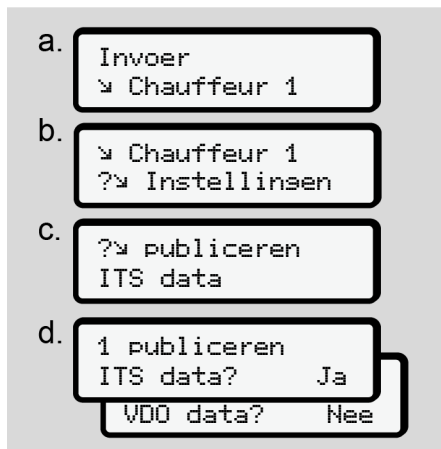 a.
Invoer
↘ Chauffeur 1
b.
↘ Chauffeur 1
?↘ Instellingen
c.
?↘ publiceren
ITS data
d.
1 publiceren
ITS data? Ja
VDO data? Nee